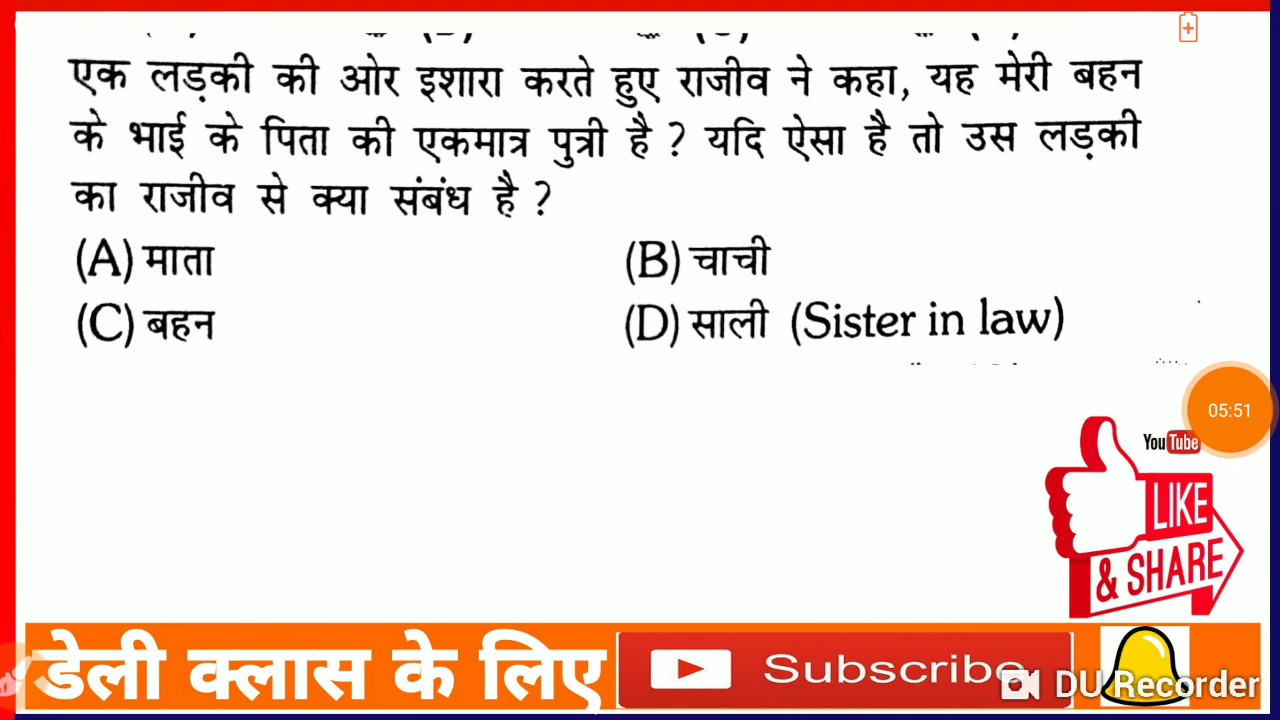 एक लड़की की ओर इशारा करते हुए राजीव ने कहा, यह मेरी बहन
के भाई के पिता की एकमात्र पुत्री है ? यदि ऐसा है तो उस लड़की
का राजीव से क्या संबंध है ?
(A) माता (B) चाची
(C) बहन (D) साली (Sister in law)
05:51
YouTube
LIKE
& SHARE
डेली क्लास के लिए Subscribe
DU Recorder